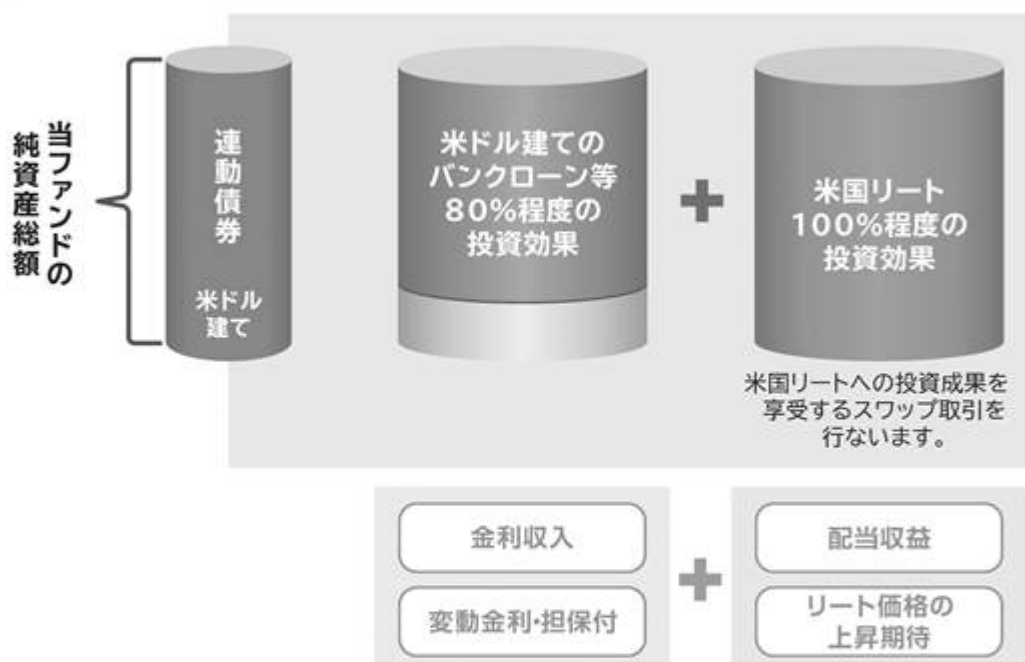 当ファンドの
純資産総額
連動債券
米ドル
建て
米ドル建ての
バンクローン等
80%程度の
投資効果
米国リート
100%程度の
投資効果
米国リートへの投資成果を
享受するスワップ取引を
行ないます。
金利収入
変動金利・担保付
配当収益
リート価格の
上昇期待